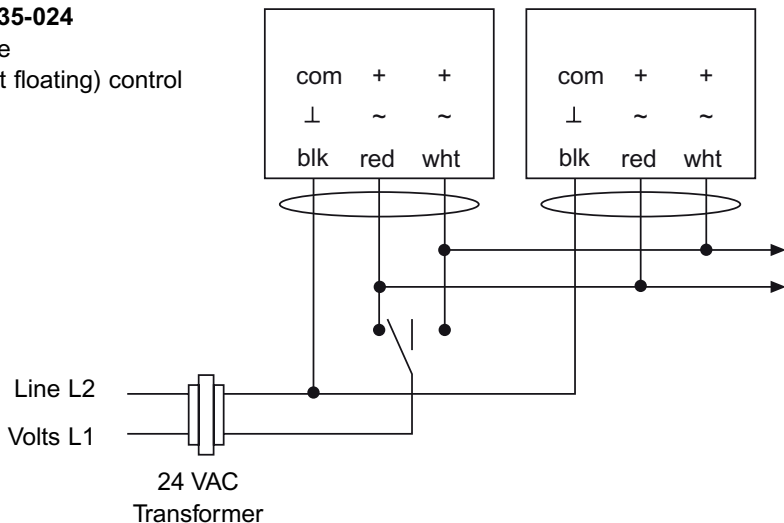 35-024
e
t floating) control
com + +
⊥ ~ ~
blk red wht
com + +
⊥ ~ ~
blk red wht
Line L2
Volts L1
24 VAC
Transformer